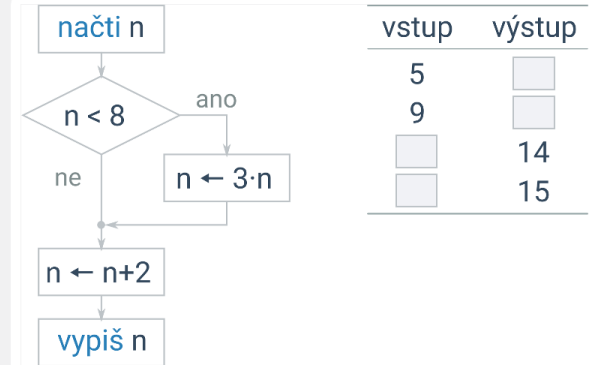 načti n
n < 8
ano
ne
n ← 3·n
n ← n+2
vypiš n
vstup výstup
5
9
14
15